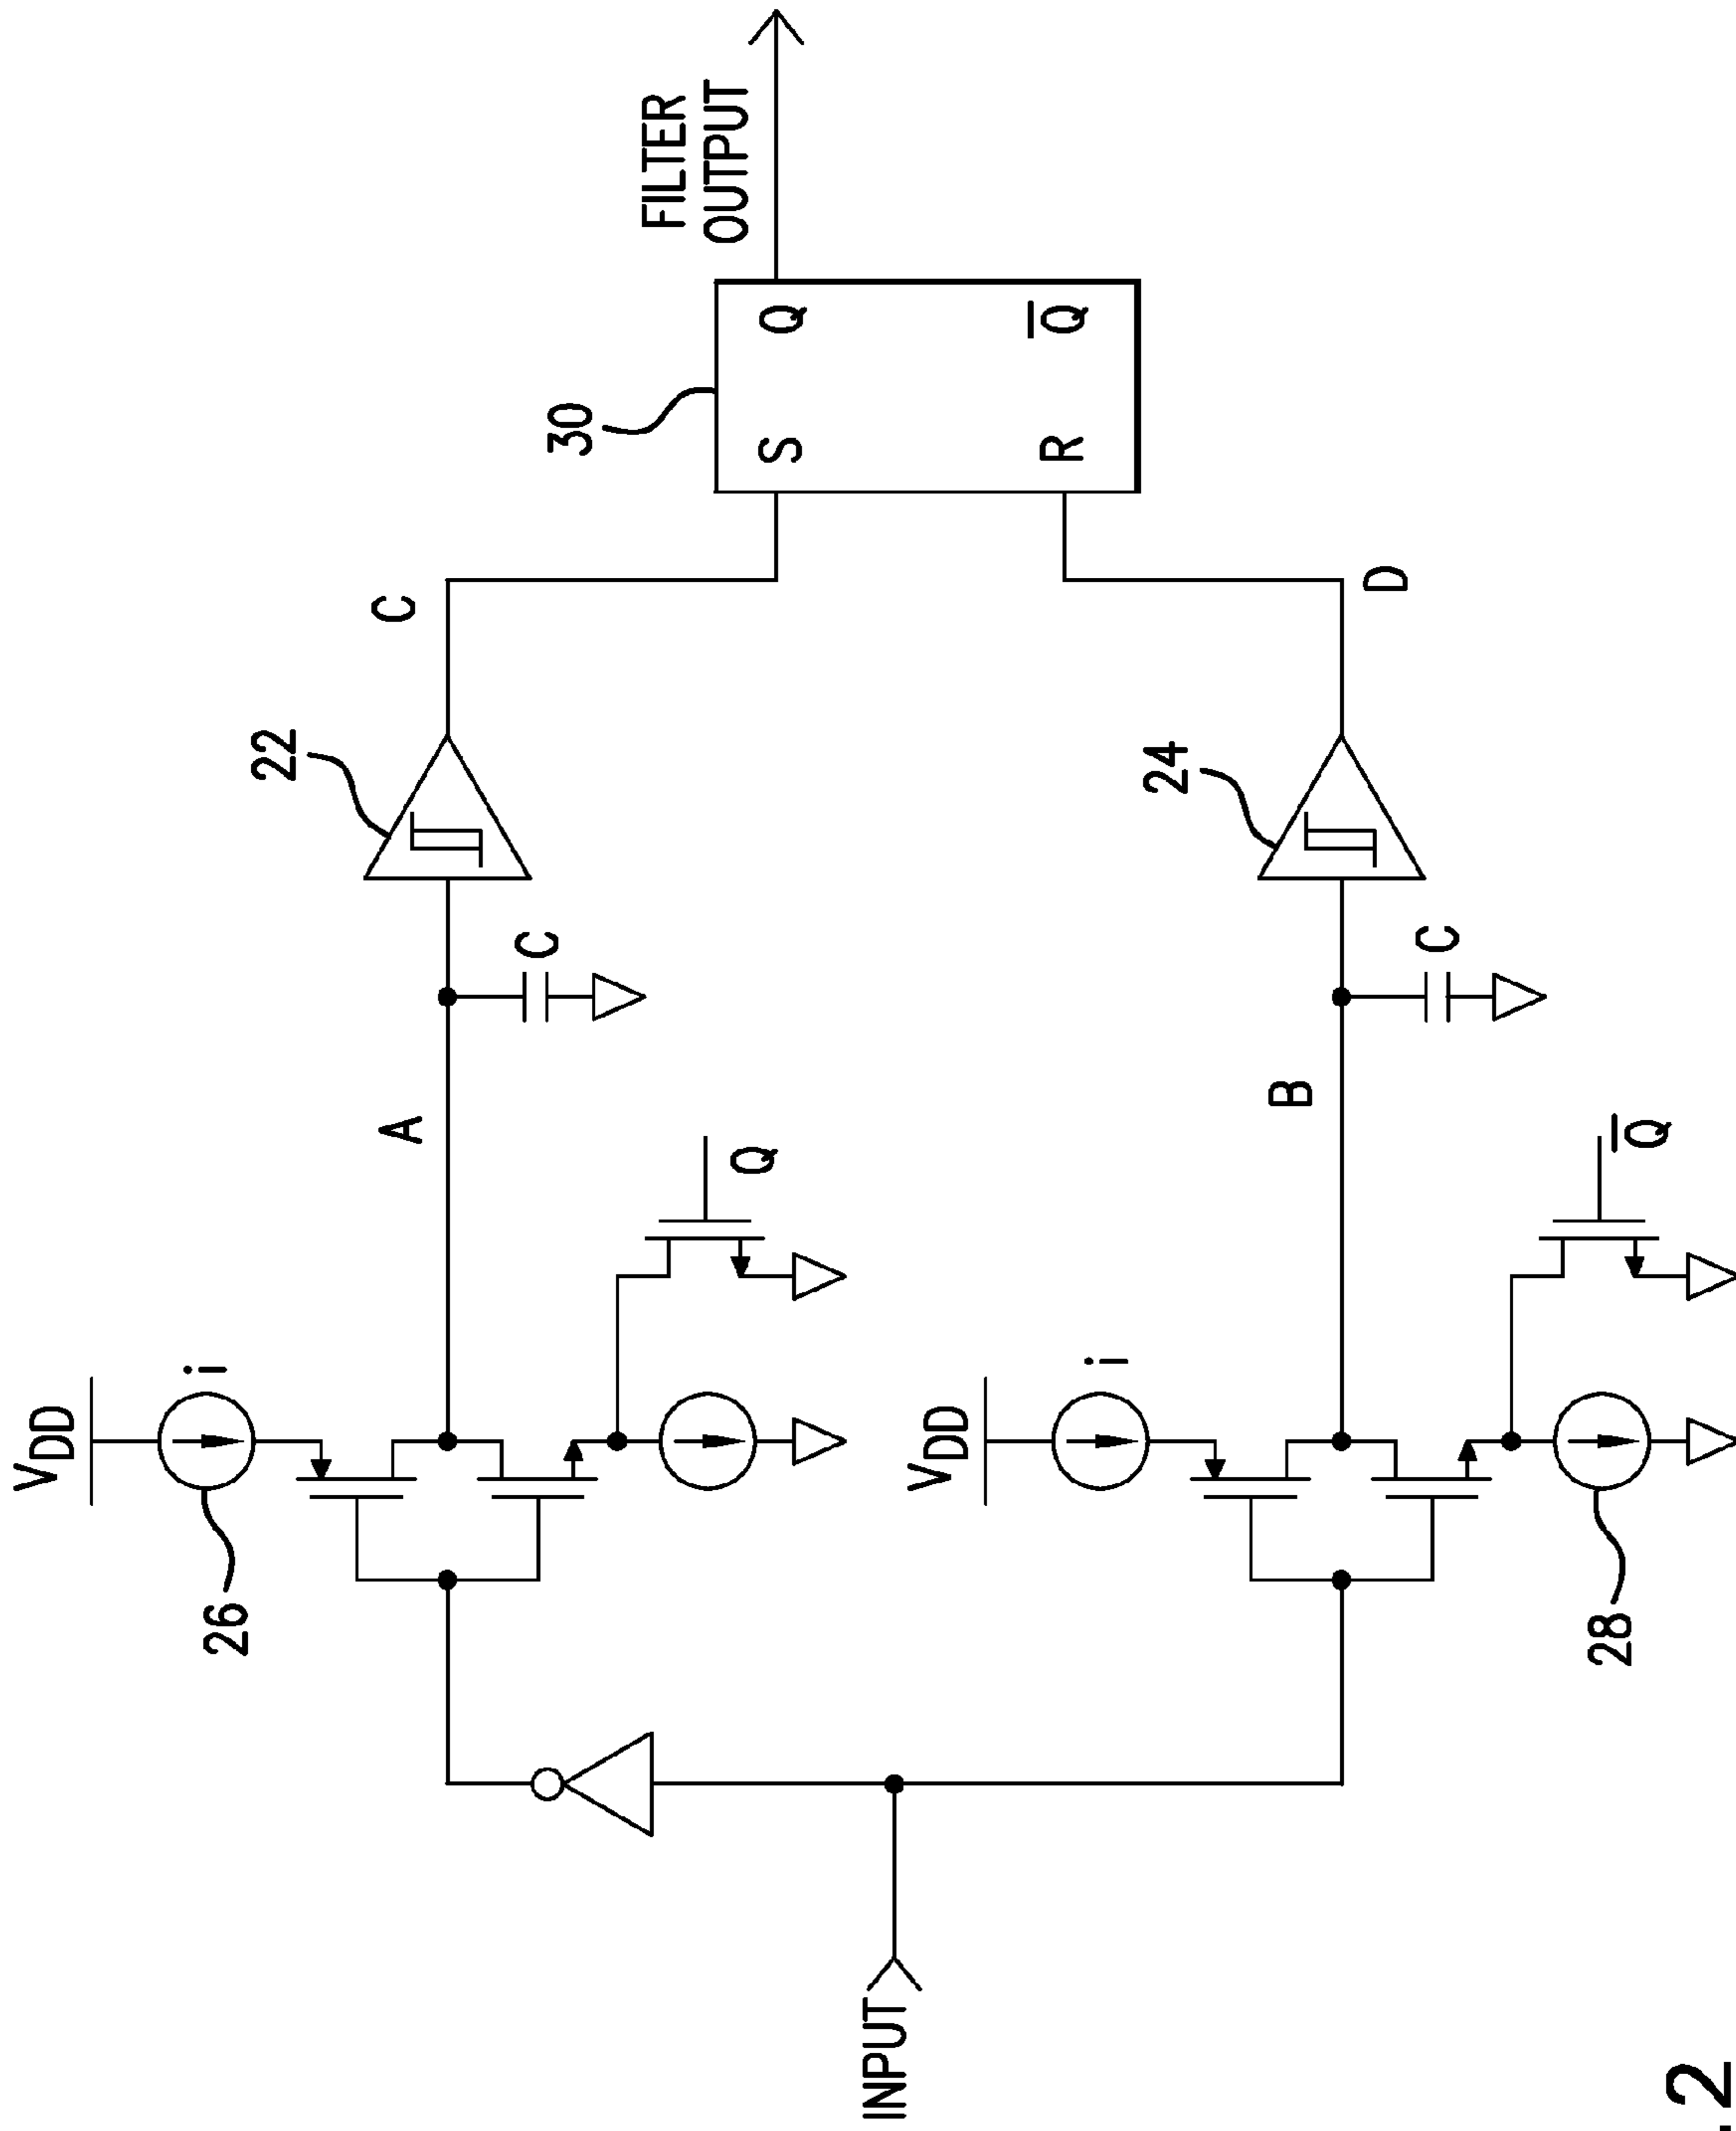 VDD
i
26
A
Q
C
22
C
30
S
Q
R
Q̅
FILTER
OUTPUT
INPUT
VDD
i
28
B
Q̅
C
24
D
.2